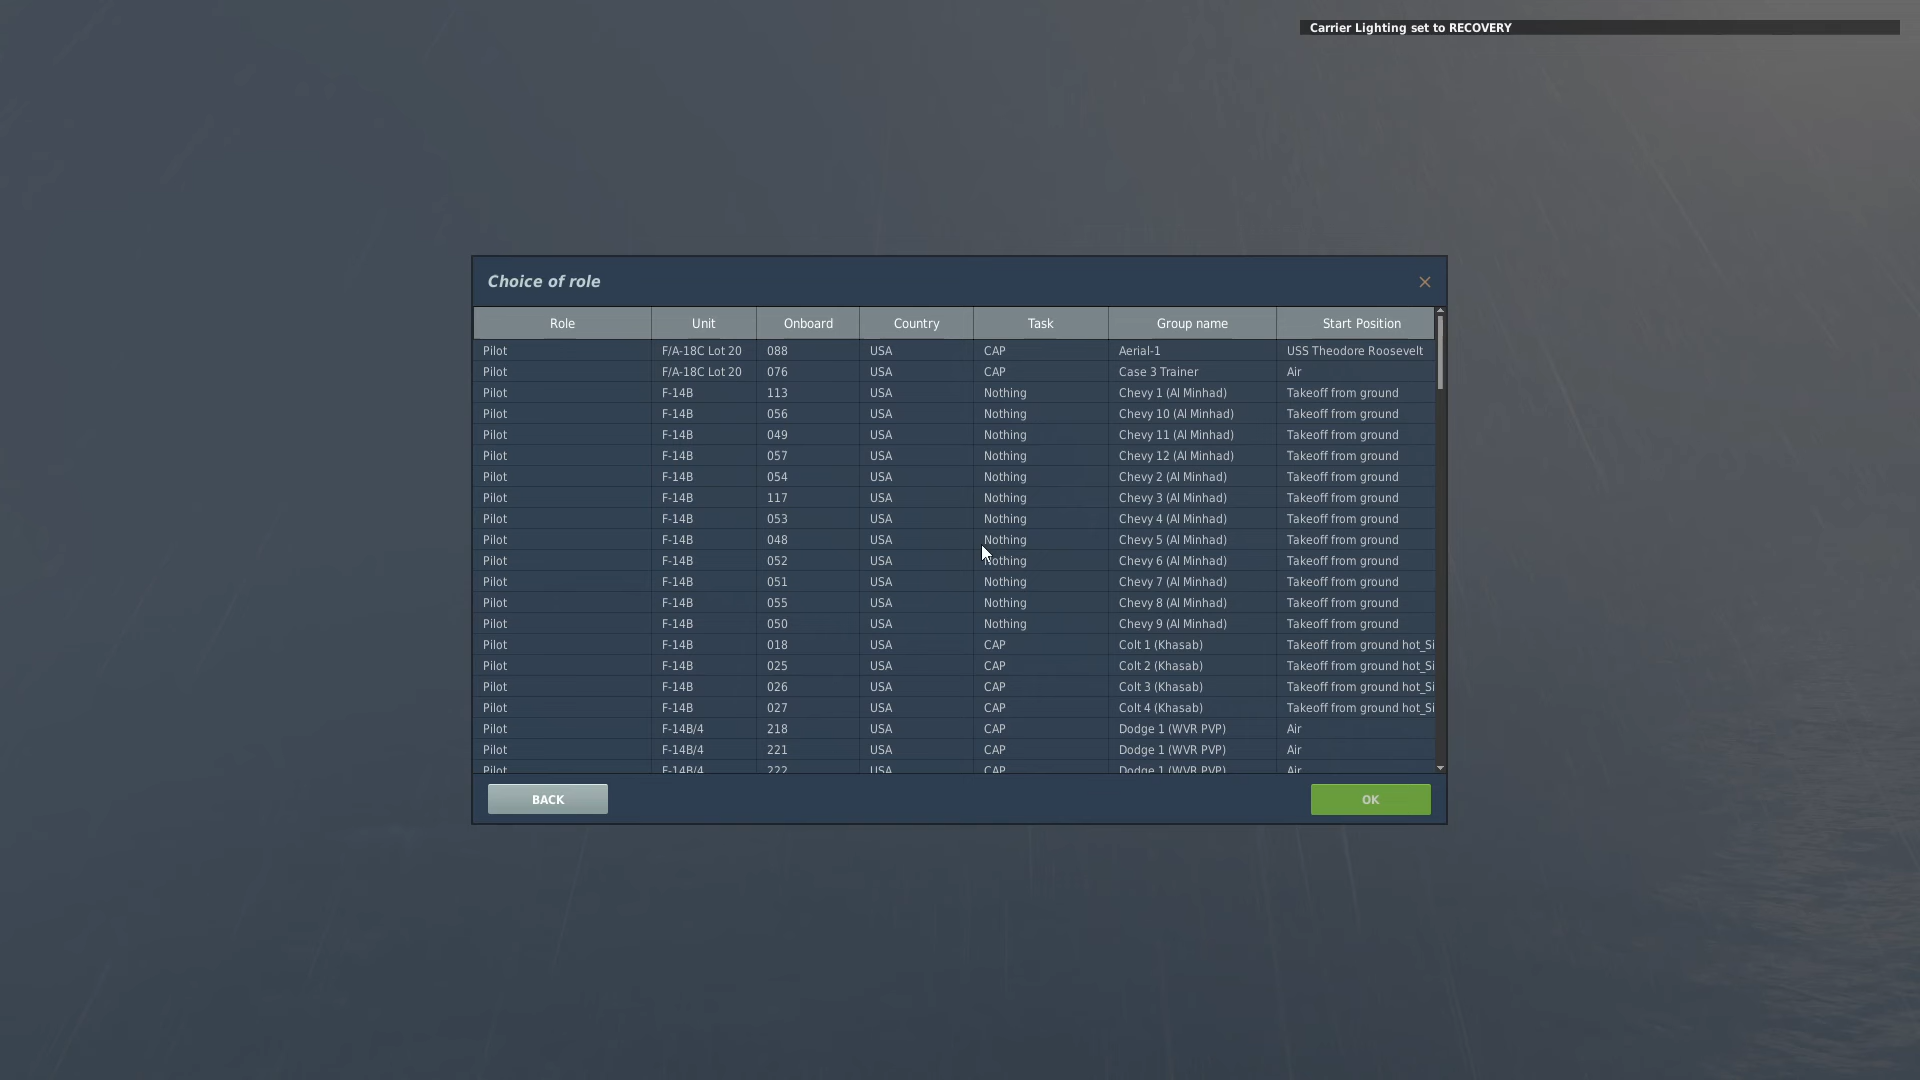 Carrier Lighting set to RECOVERY
Choice of role
Role Unit Onboard Country Task Group name Start Position
Pilot F/A-18C Lot 20 088 USA CAP Aerial-1 USS Theodore Roosevelt
Pilot F/A-18C Lot 20 076 USA CAP Case 3 Trainer Air
Pilot F-14B 113 USA Nothing Chevy 1 (Al Minhad) Takeoff from ground
Pilot F-14B 056 USA Nothing Chevy 10 (Al Minhad) Takeoff from ground
Pilot F-14B 049 USA Nothing Chevy 11 (Al Minhad) Takeoff from ground
Pilot F-14B 057 USA Nothing Chevy 12 (Al Minhad) Takeoff from ground
Pilot F-14B 054 USA Nothing Chevy 2 (Al Minhad) Takeoff from ground
Pilot F-14B 117 USA Nothing Chevy 3 (Al Minhad) Takeoff from ground
Pilot F-14B 053 USA Nothing Chevy 4 (Al Minhad) Takeoff from ground
Pilot F-14B 048 USA Nothing Chevy 5 (Al Minhad) Takeoff from ground
Pilot F-14B 052 USA Nothing Chevy 6 (Al Minhad) Takeoff from ground
Pilot F-14B 051 USA Nothing Chevy 7 (Al Minhad) Takeoff from ground
Pilot F-14B 055 USA Nothing Chevy 8 (Al Minhad) Takeoff from ground
Pilot F-14B 050 USA Nothing Chevy 9 (Al Minhad) Takeoff from ground
Pilot F-14B 018 USA CAP Colt 1 (Khasab) Takeoff from ground hot_Si
Pilot F-14B 025 USA CAP Colt 2 (Khasab) Takeoff from ground hot_Si
Pilot F-14B 026 USA CAP Colt 3 (Khasab) Takeoff from ground hot_Si
Pilot F-14B 027 USA CAP Colt 4 (Khasab) Takeoff from ground hot_Si
Pilot F-14B/4 218 USA CAP Dodge 1 (WVR PVP) Air
Pilot F-14B/4 221 USA CAP Dodge 1 (WVR PVP) Air
Pilot F-14B/4 222 USA CAP Dodge 1 (WVR PVP) Air
BACK OK